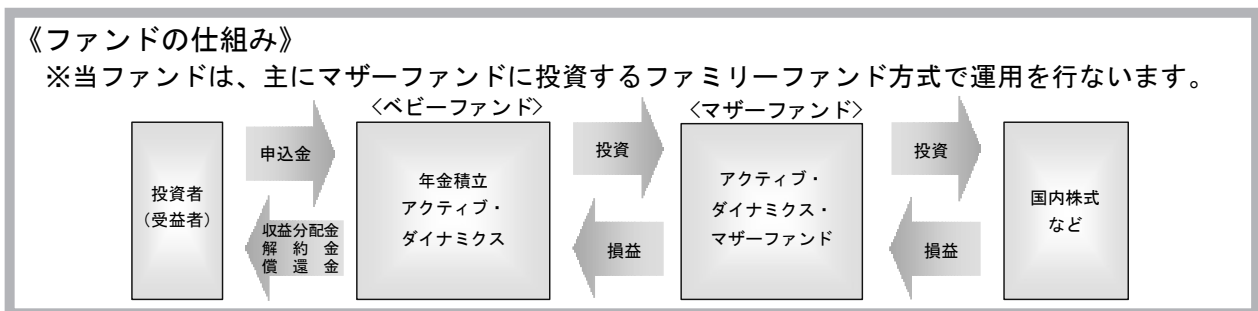 《ファンドの仕組み》
※当ファンドは、主にマザーファンドに投資するファミリーファンド方式で運用を行ないます。
〈ベビーファンド〉
〈マザーファンド〉
投資者
（受益者）
申込金
収益分配金
解約金
償還金
年金積立
アクティブ・
ダイナミクス
投資
損益
アクティブ・
ダイナミクス・
マザーファンド
投資
損益
国内株式
など